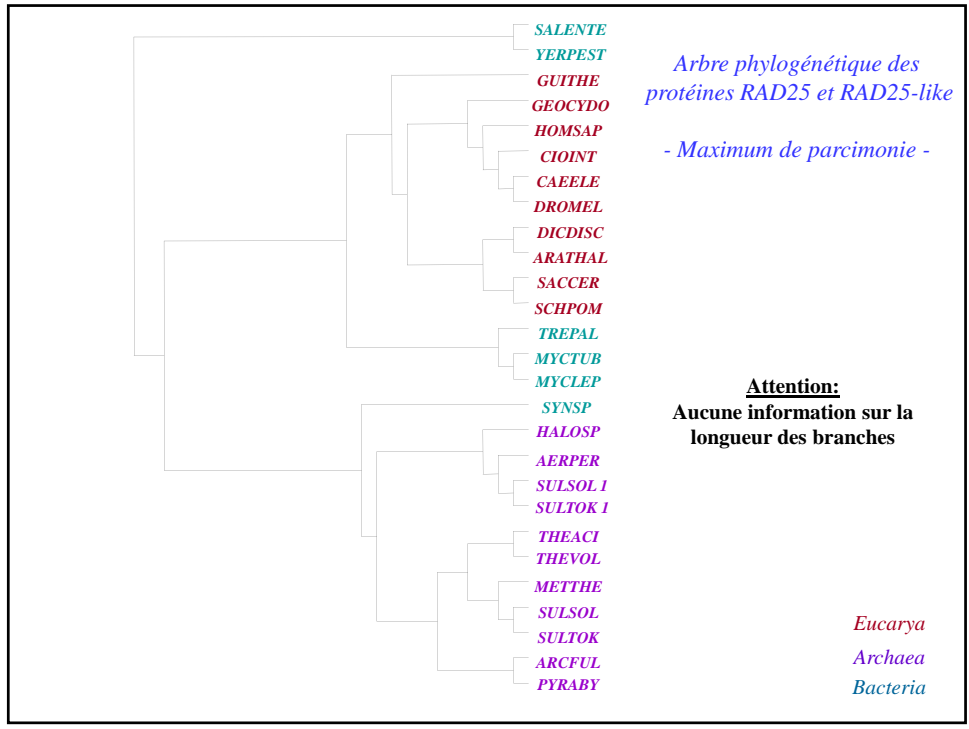 SALENTE
YERPEST
GUITHE
GEOCYDO
HOMSAP
CIOINT
CAEELE
DROMEL
DICDISC
ARATHAL
SACCER
SCHPOM
TREPAL
MYCTUB
MYCLEP
SYNSP
HALOSP
AERPER
SULSOL 1
SULTOK 1
THEACI
THEVOL
METTHE
SULSOL
SULTOK
ARCFUL
PYRABY
Arbre phylogénétique des
protéines RAD25 et RAD25-like
- Maximum de parcimonie -
Attention:
Aucune information sur la
longueur des branches
Eucarya
Archaea
Bacteria